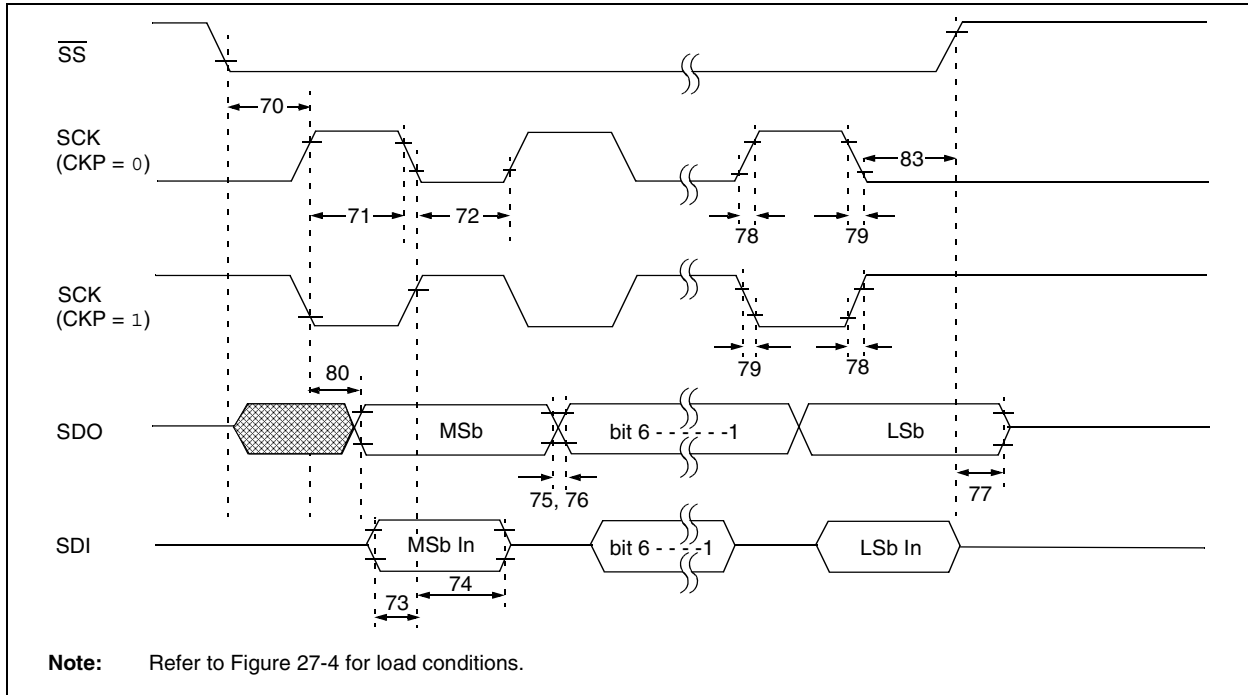 SS
70
SCK
(CKP = 0)
83
71
72
78
79
SCK
(CKP = 1)
79
78
80
SDO
MSb
bit 6 - - - - - -1
LSb
75, 76
77
SDI
MSb In
bit 6 - - - - -1
LSb In
74
73
Note: Refer to Figure 27-4 for load conditions.